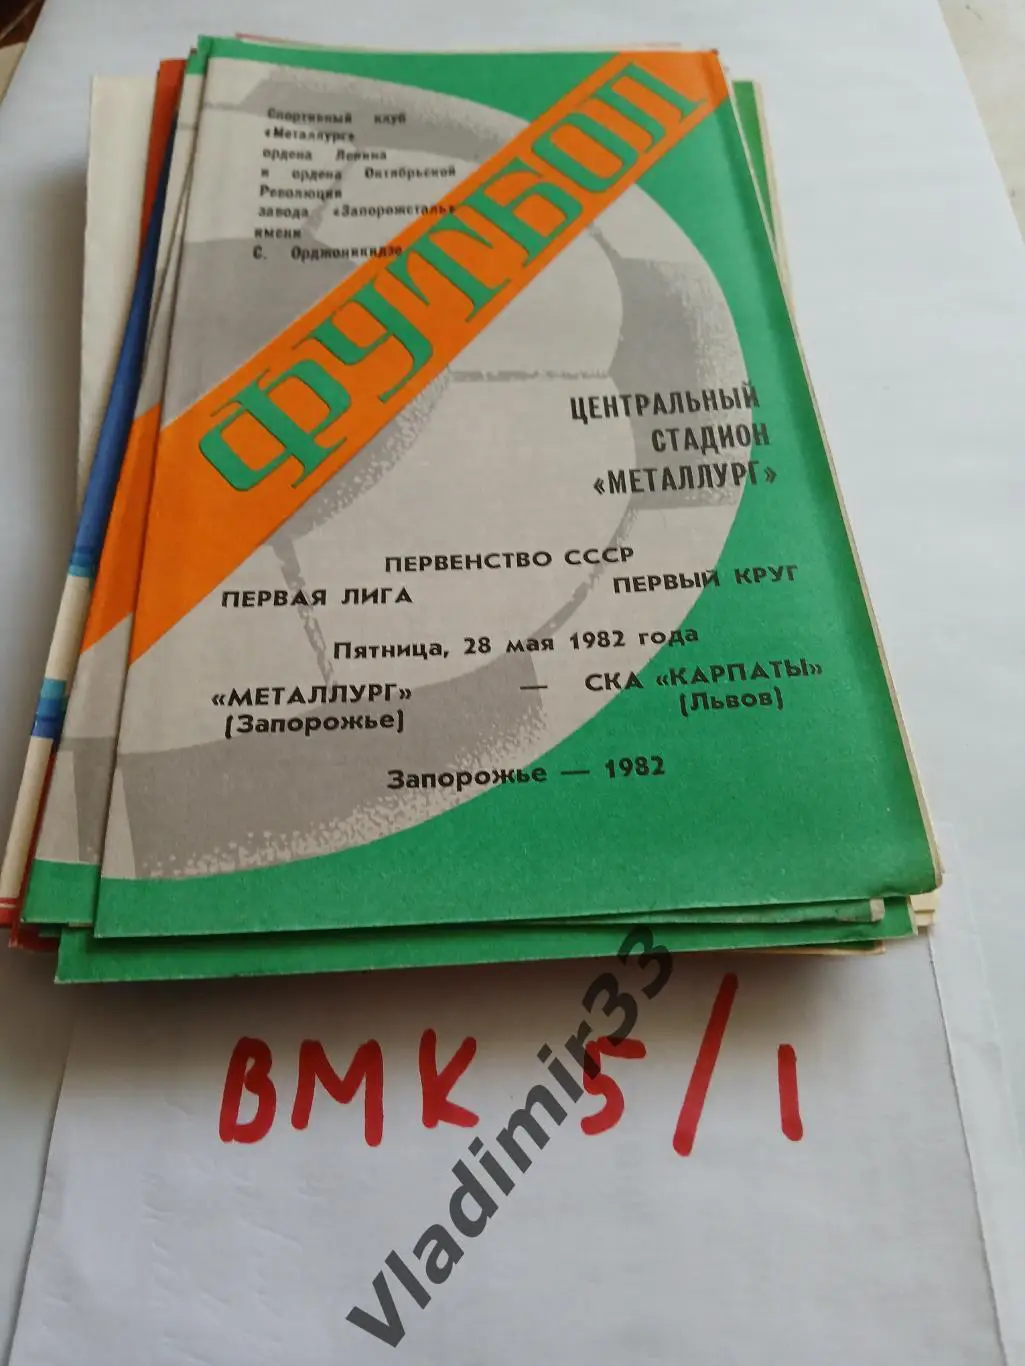 Спортивный клуб
«Металлург»
ордена Ленина
и ордена Октябрьской
Революции
завода «Запорожсталь»
имени
С. Орджоникидзе
ФУТБОЛ
ЦЕНТРАЛЬНЫЙ
СТАДИОН
«МЕТАЛЛУРГ»
ПЕРВЕНСТВО СССР
ПЕРВАЯ ЛИГА ПЕРВЫЙ КРУГ
Пятница, 28 мая 1982 года
«МЕТАЛЛУРГ» — СКА «КАРПАТЫ»
(Запорожье) (Львов)
Запорожье — 1982
ВМК 5/1
Vladimir33